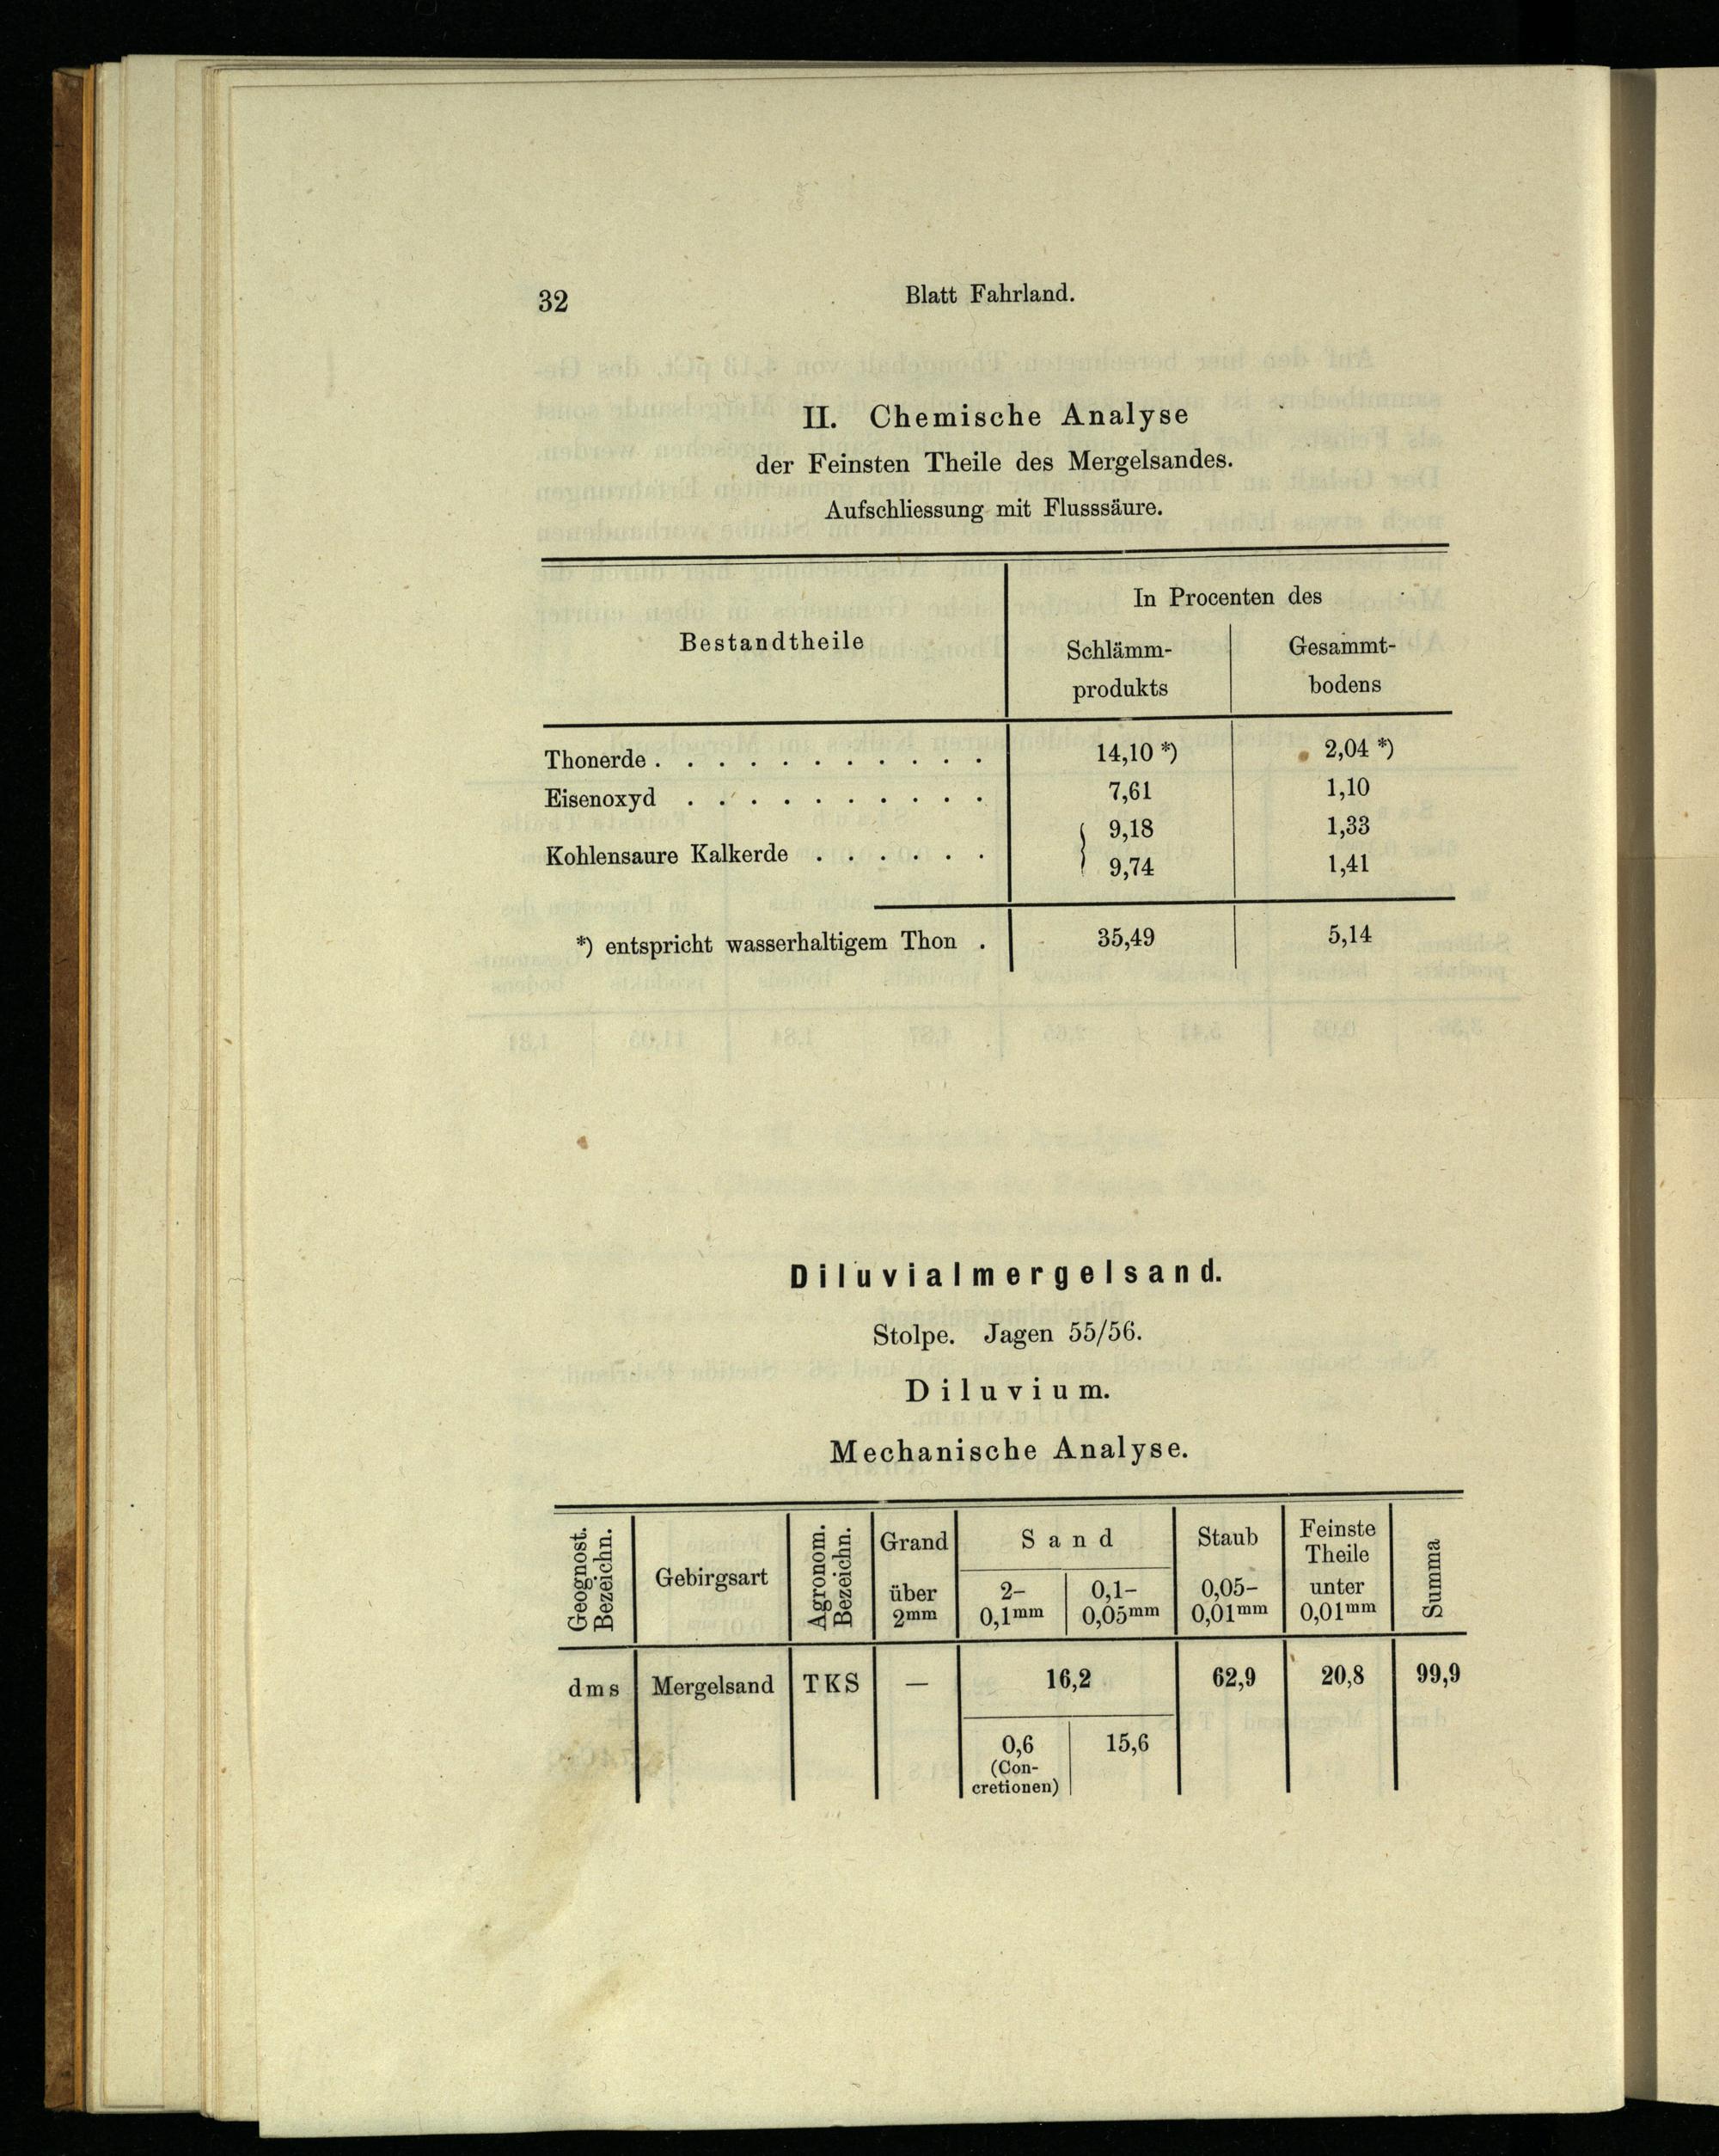 32
Blatt Fahrland.
II. Chemische Analyse
der Feinsten Theile des Mergelsandes.
Aufschliessung mit Flusssäure.
Bestandtheile
In Procenten des
Schlämm-
produkts
Gesammt-
bodens
Thonerde . . . . . . . . . . . 14,10 *) 2,04 *)
Eisenoxyd . . . . . . . . . . 7,61 1,10
Kohlensaure Kalkerde . . . . . .
{ 9,18 1,33
} 9,74 1,41
*) entspricht wasserhaltigem Thon . 35,49 5,14
Diluvialmergelsand.
Stolpe. Jagen 55/56.
Diluvium.
Mechanische Analyse.
Geognost.
Bezeichn.
Gebirgsart
Agronom.
Bezeichn.
Grand
über
2mm
Sand
2-
0,1mm
0,1-
0,05mm
Staub
0,05-
0,01mm
Feinste
Theile
unter
0,01mm
Summa
dms Mergelsand TKS — 16,2 62,9 20,8 99,9
0,6 15,6
(Con-
cretionen)